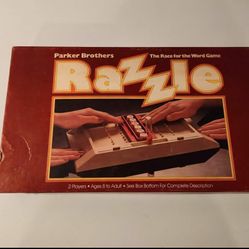 Parker Brothers
The Race for the Word Game
Razzle
2 Players • Ages 8 to Adult • See Box Bottom For Complete Description